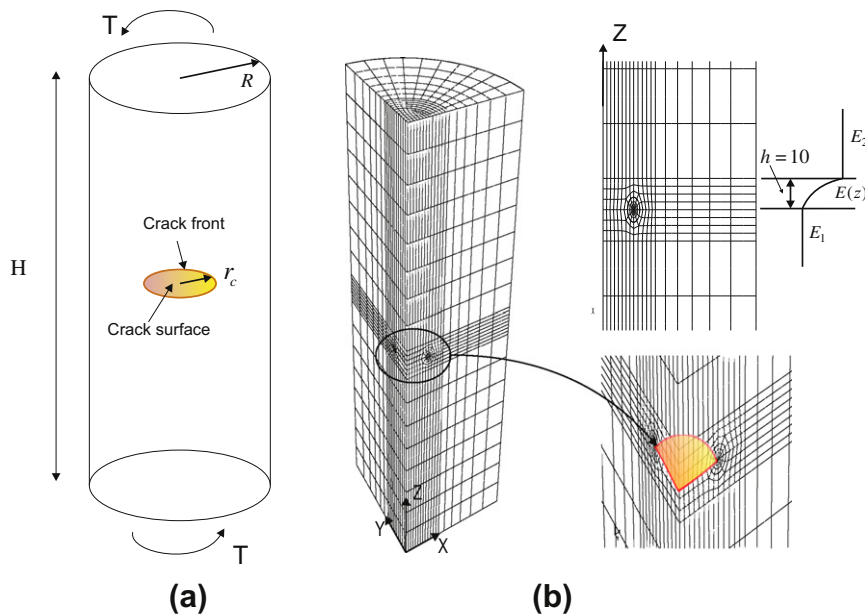 T
R
H
Crack front
r_c
Crack surface
T
(a)
Z
Y
X
(b)
Z
h = 10
E_2
E(z)
E_1
x